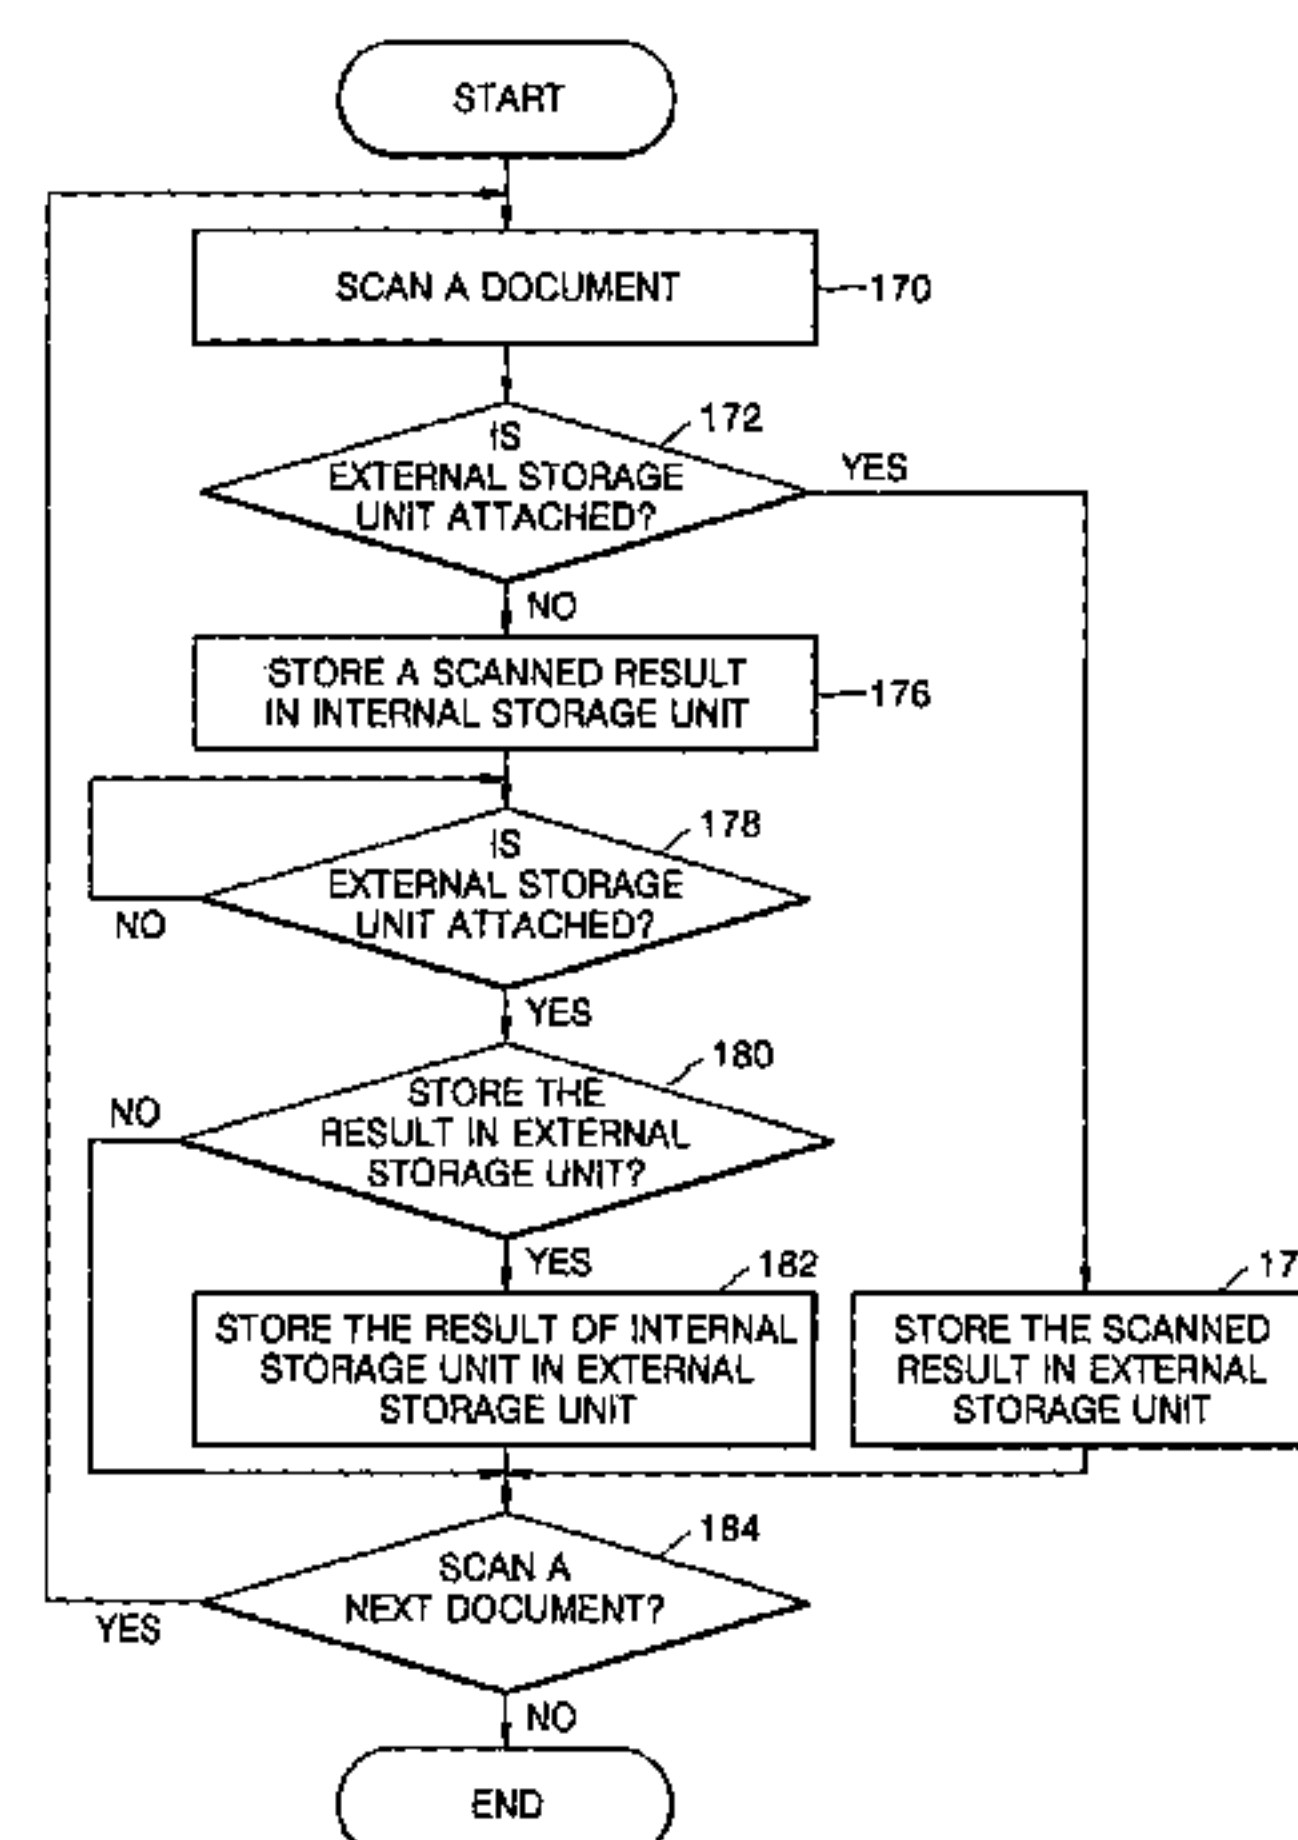 START
SCAN A DOCUMENT
170
172
IS
EXTERNAL STORAGE
UNIT ATTACHED?
YES
NO
STORE A SCANNED RESULT
IN INTERNAL STORAGE UNIT
176
178
IS
EXTERNAL STORAGE
UNIT ATTACHED?
NO
YES
180
STORE THE
RESULT IN EXTERNAL
STORAGE UNIT?
NO
YES
182
STORE THE RESULT OF INTERNAL
STORAGE UNIT IN EXTERNAL
STORAGE UNIT
17
STORE THE SCANNED
RESULT IN EXTERNAL
STORAGE UNIT
184
SCAN A
NEXT DOCUMENT?
YES
NO
END